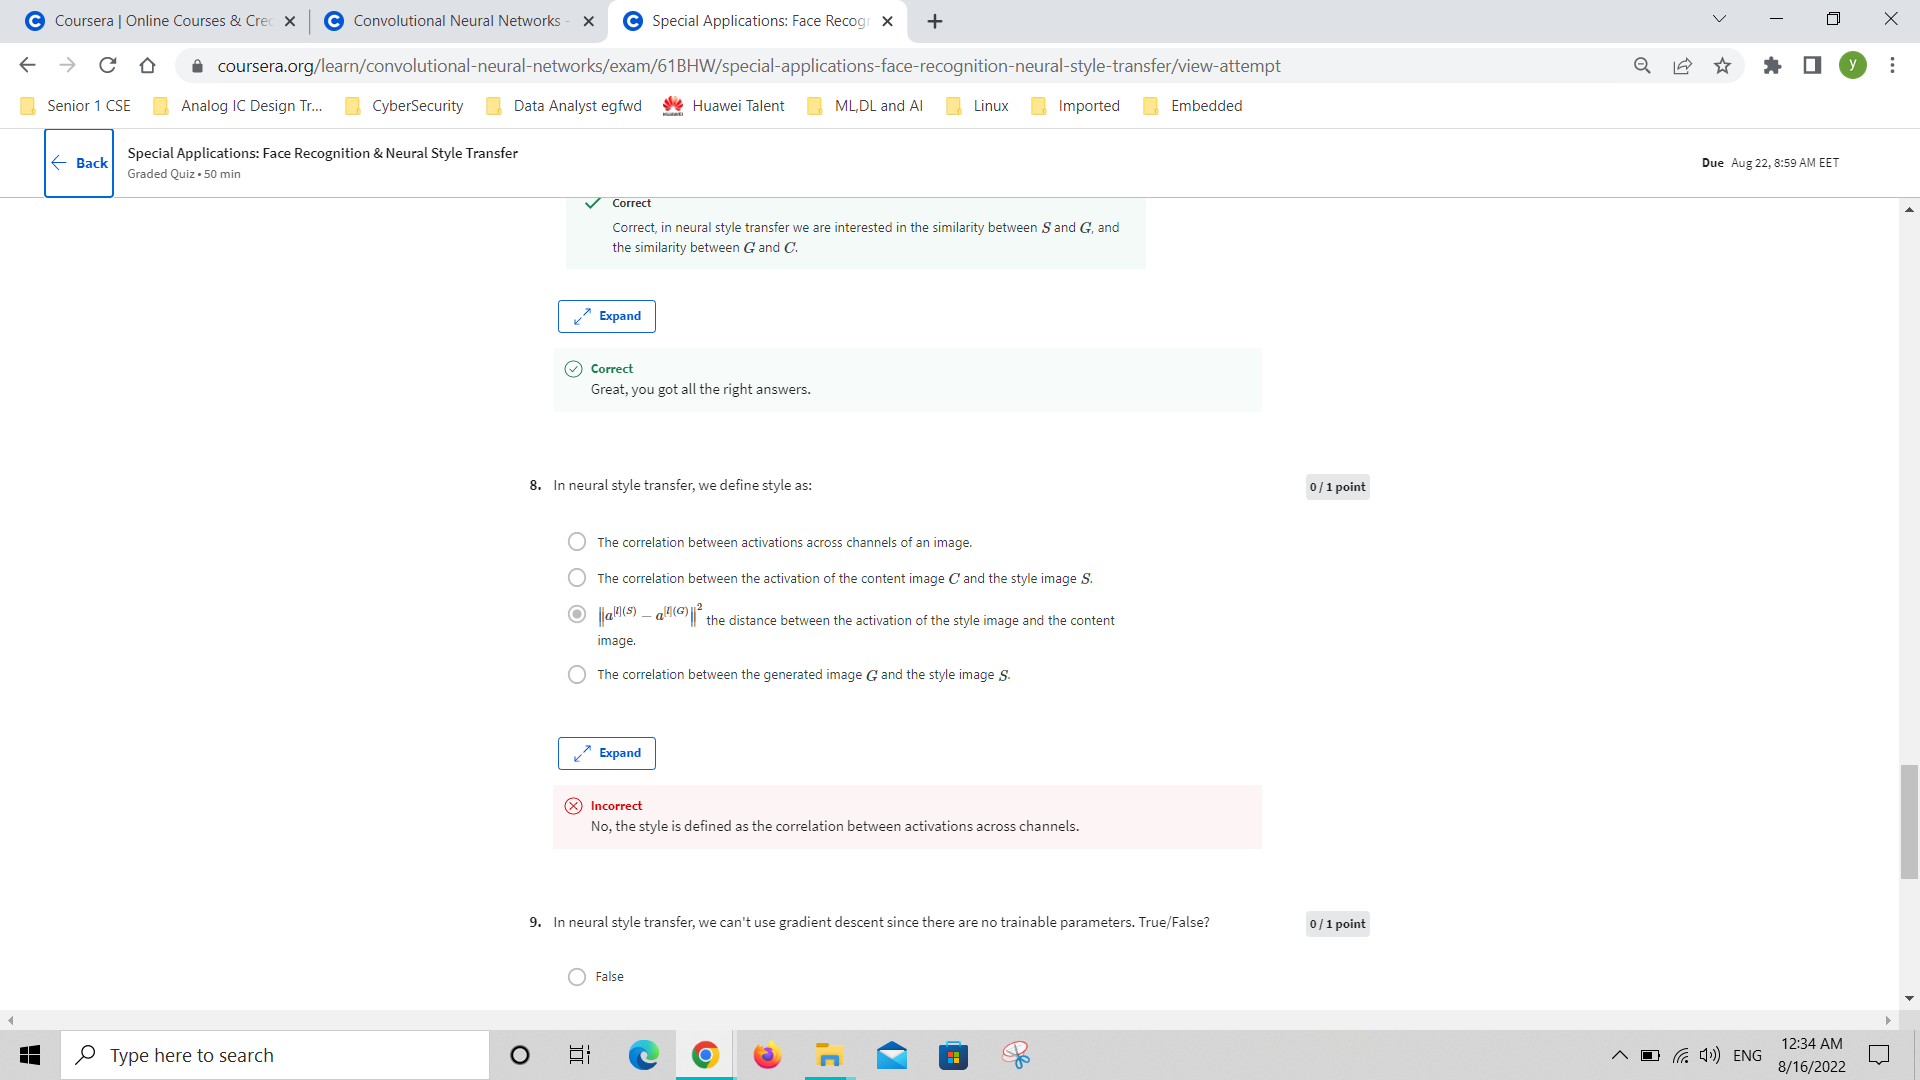 Coursera | Online Courses & Cre
Convolutional Neural Networks -
Special Applications: Face Recog
coursera.org/learn/convolutional-neural-networks/exam/61BHW/special-applications-face-recognition-neural-style-transfer/view-attempt
y
Senior 1 CSE
Analog IC Design Tr...
CyberSecurity
Data Analyst egfwd
Huawei Talent
ML,DL and AI
Linux
Imported
Embedded
Back
Special Applications: Face Recognition & Neural Style Transfer
Graded Quiz • 50 min
Due Aug 22, 8:59 AM EET
Correct
Correct, in neural style transfer we are interested in the similarity between S and G, and
the similarity between G and C.
Expand
Correct
Great, you got all the right answers.
8. In neural style transfer, we define style as:
0 / 1 point
The correlation between activations across channels of an image.
The correlation between the activation of the content image C and the style image S.
‖a^[l](S) − a^[l](G)‖² the distance between the activation of the style image and the content
image.
The correlation between the generated image G and the style image S.
Expand
Incorrect
No, the style is defined as the correlation between activations across channels.
9. In neural style transfer, we can't use gradient descent since there are no trainable parameters. True/False?
0 / 1 point
False
Type here to search
ENG
12:34 AM
8/16/2022